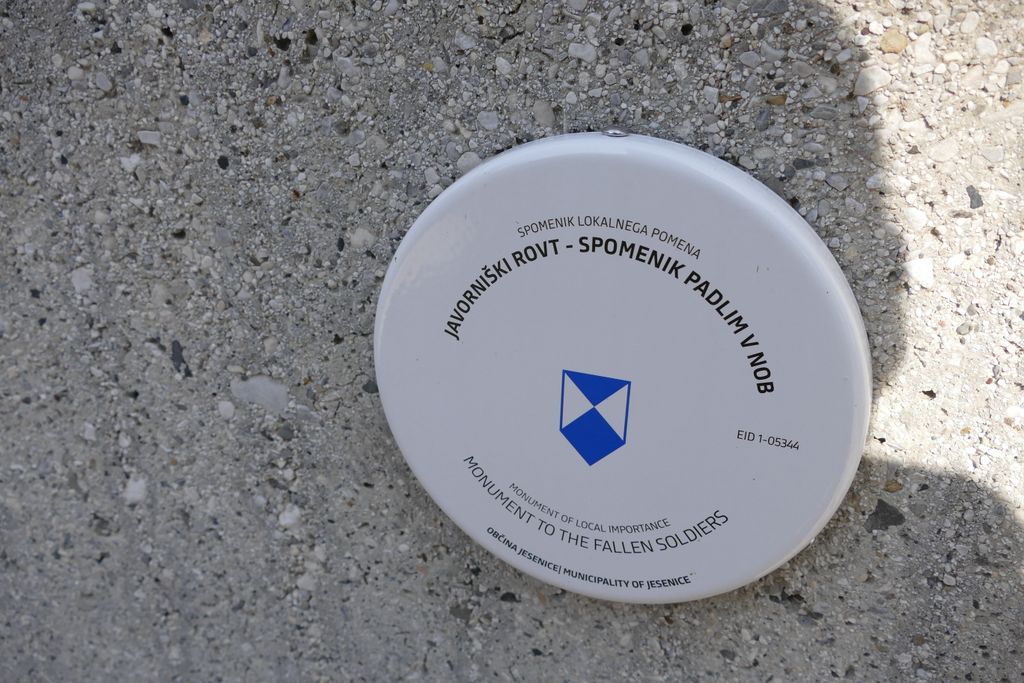 SPOMENIK LOKALNEGA POMENA
JAVORNIŠKI ROVT - SPOMENIK PADLIM V NOB
EID 1-05344
MONUMENT OF LOCAL IMPORTANCE
MONUMENT TO THE FALLEN SOLDIERS
OBČINA JESENICE| MUNICIPALITY OF JESENICE